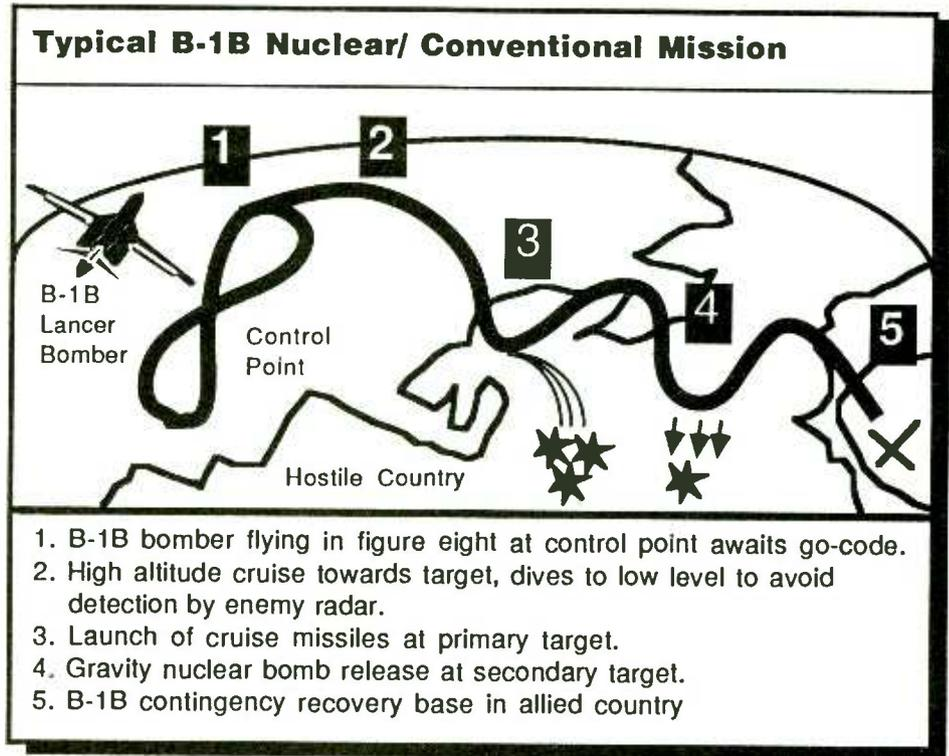 Typical B-1B Nuclear/ Conventional Mission
1
2
3
4
5
B-1B
Lancer
Bomber
Control
Point
Hostile Country
1. B-1B bomber flying in figure eight at control point awaits go-code.
2. High altitude cruise towards target, dives to low level to avoid
detection by enemy radar.
3. Launch of cruise missiles at primary target.
4. Gravity nuclear bomb release at secondary target.
5. B-1B contingency recovery base in allied country